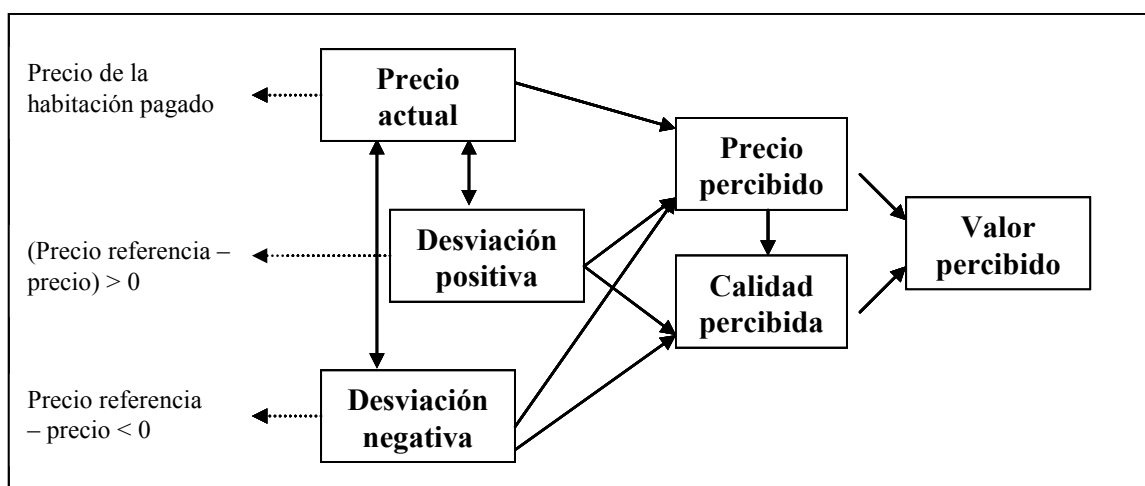 Precio de la
habitación pagado
Precio
actual
Precio
percibido
(Precio referencia –
precio) > 0
Desviación
positiva
Calidad
percibida
Valor
percibido
Precio referencia
– precio < 0
Desviación
negativa